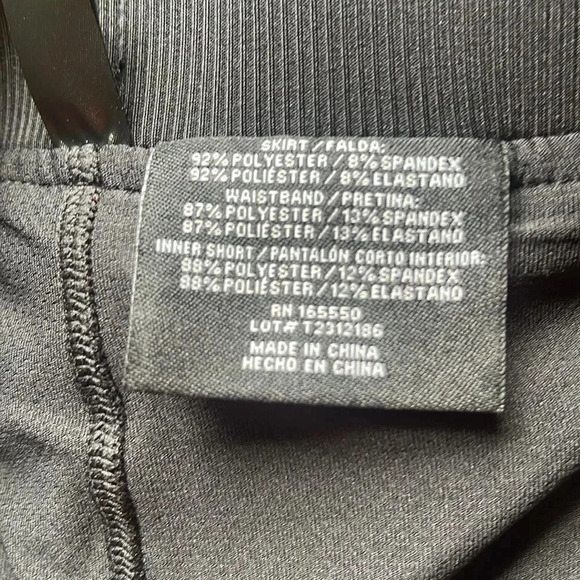 SKIRT/FALDA:
92% POLYESTER/8% SPANDEX
92% POLIÉSTER/8% ELASTANO
WAISTBAND/PRETINA:
87% POLYESTER/13% SPANDEX
87% POLIÉSTER/13% ELASTANO
INNER SHORT/PANTALÓN CORTO INTERIOR:
88% POLYESTER/12% SPANDEX
88% POLIÉSTER/12% ELASTANO
RN 165550
LOT# T2312186
MADE IN CHINA
HECHO EN CHINA